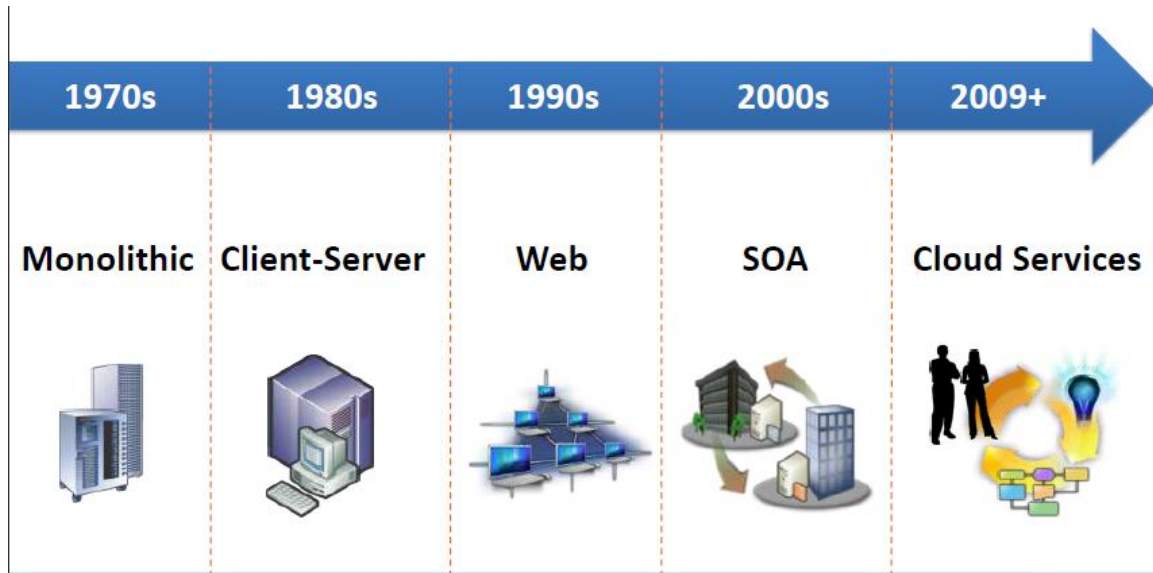 1970s 1980s 1990s 2000s 2009+
Monolithic Client-Server Web SOA Cloud Services